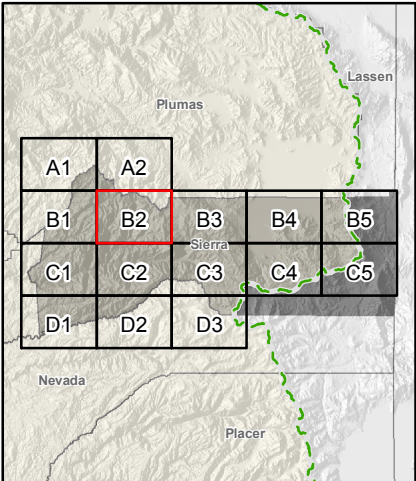 Lassen
Plumas
A1 A2
B1 B2 B3 B4 B5
Sierra
C1 C2 C3 C4 C5
D1 D2 D3
Nevada
Placer